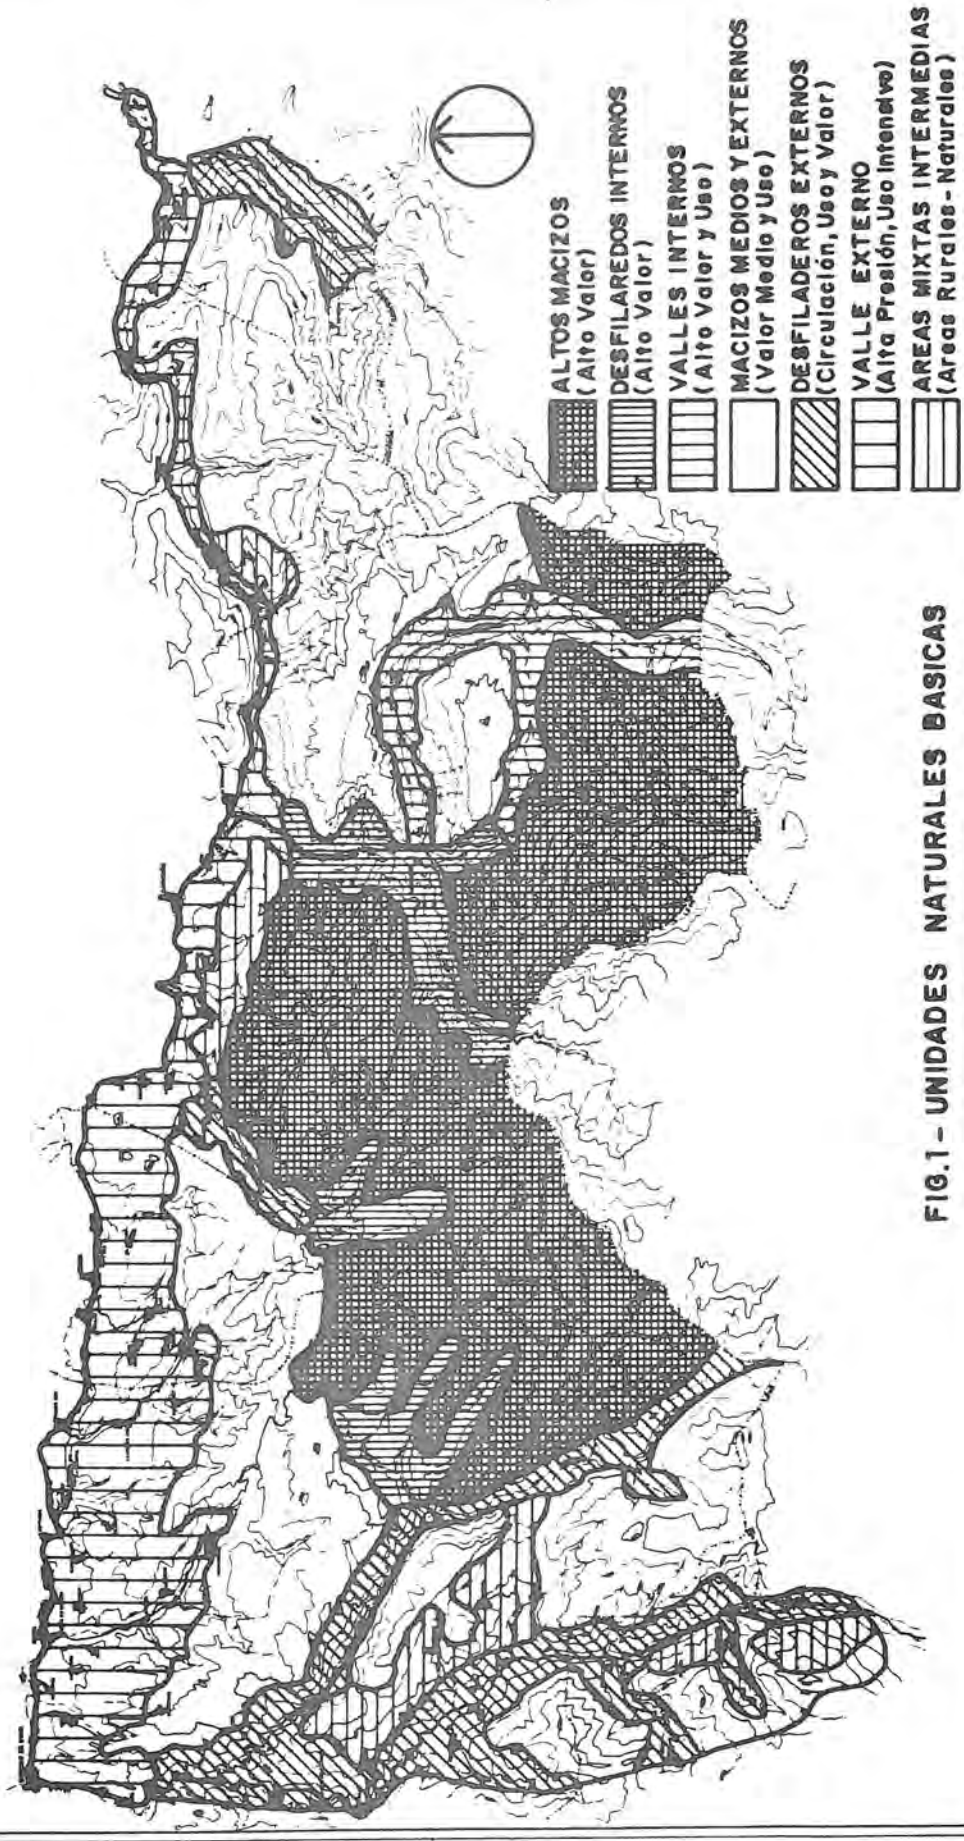 ALTOS MACIZOS
(Alto Valor)
DESFILAREDOS INTERNOS
(Alto Valor)
VALLES INTERNOS
(Alto Valor y Uso)
MACIZOS MEDIOS Y EXTERNOS
(Valor Medio y Uso)
DESFILADEROS EXTERNOS
(Circulación, Uso y Valor)
VALLE EXTERNO
(Alta Presión, Uso Intensivo)
AREAS MIXTAS INTERMEDIAS
(Areas Rurales-Naturales)
FIG.1- UNIDADES NATURALES BASICAS